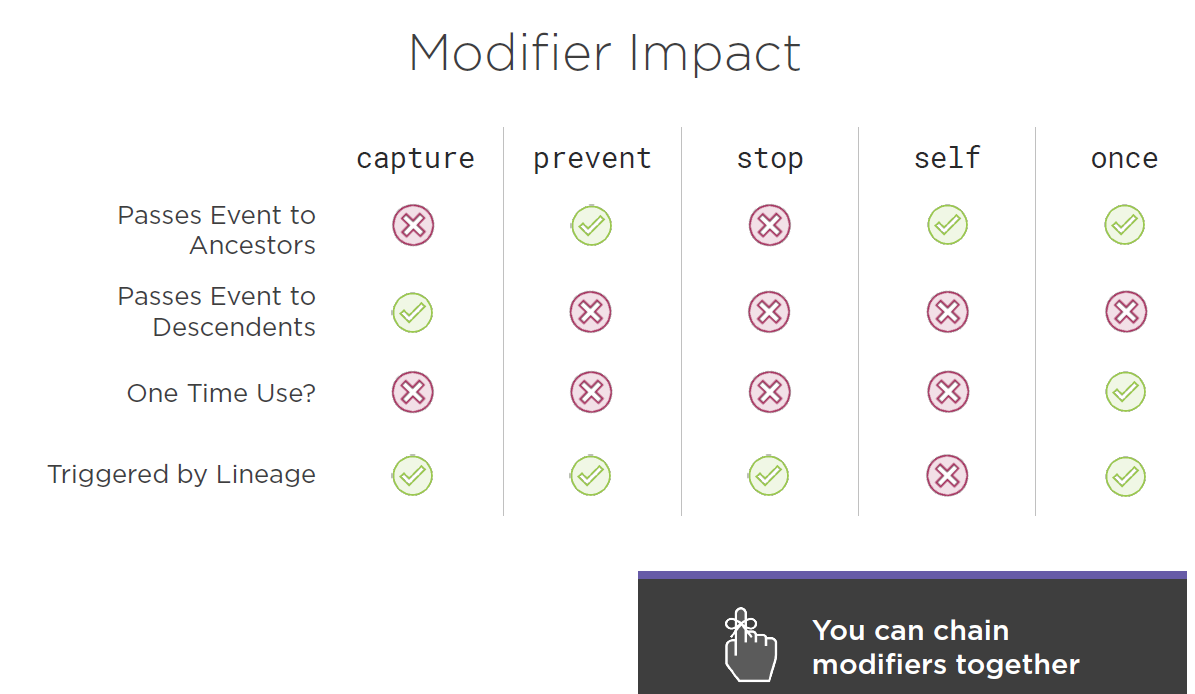 Modifier Impact
capture prevent stop self once
Passes Event to
Ancestors
Passes Event to
Descendents
One Time Use?
Triggered by Lineage
You can chain
modifiers together